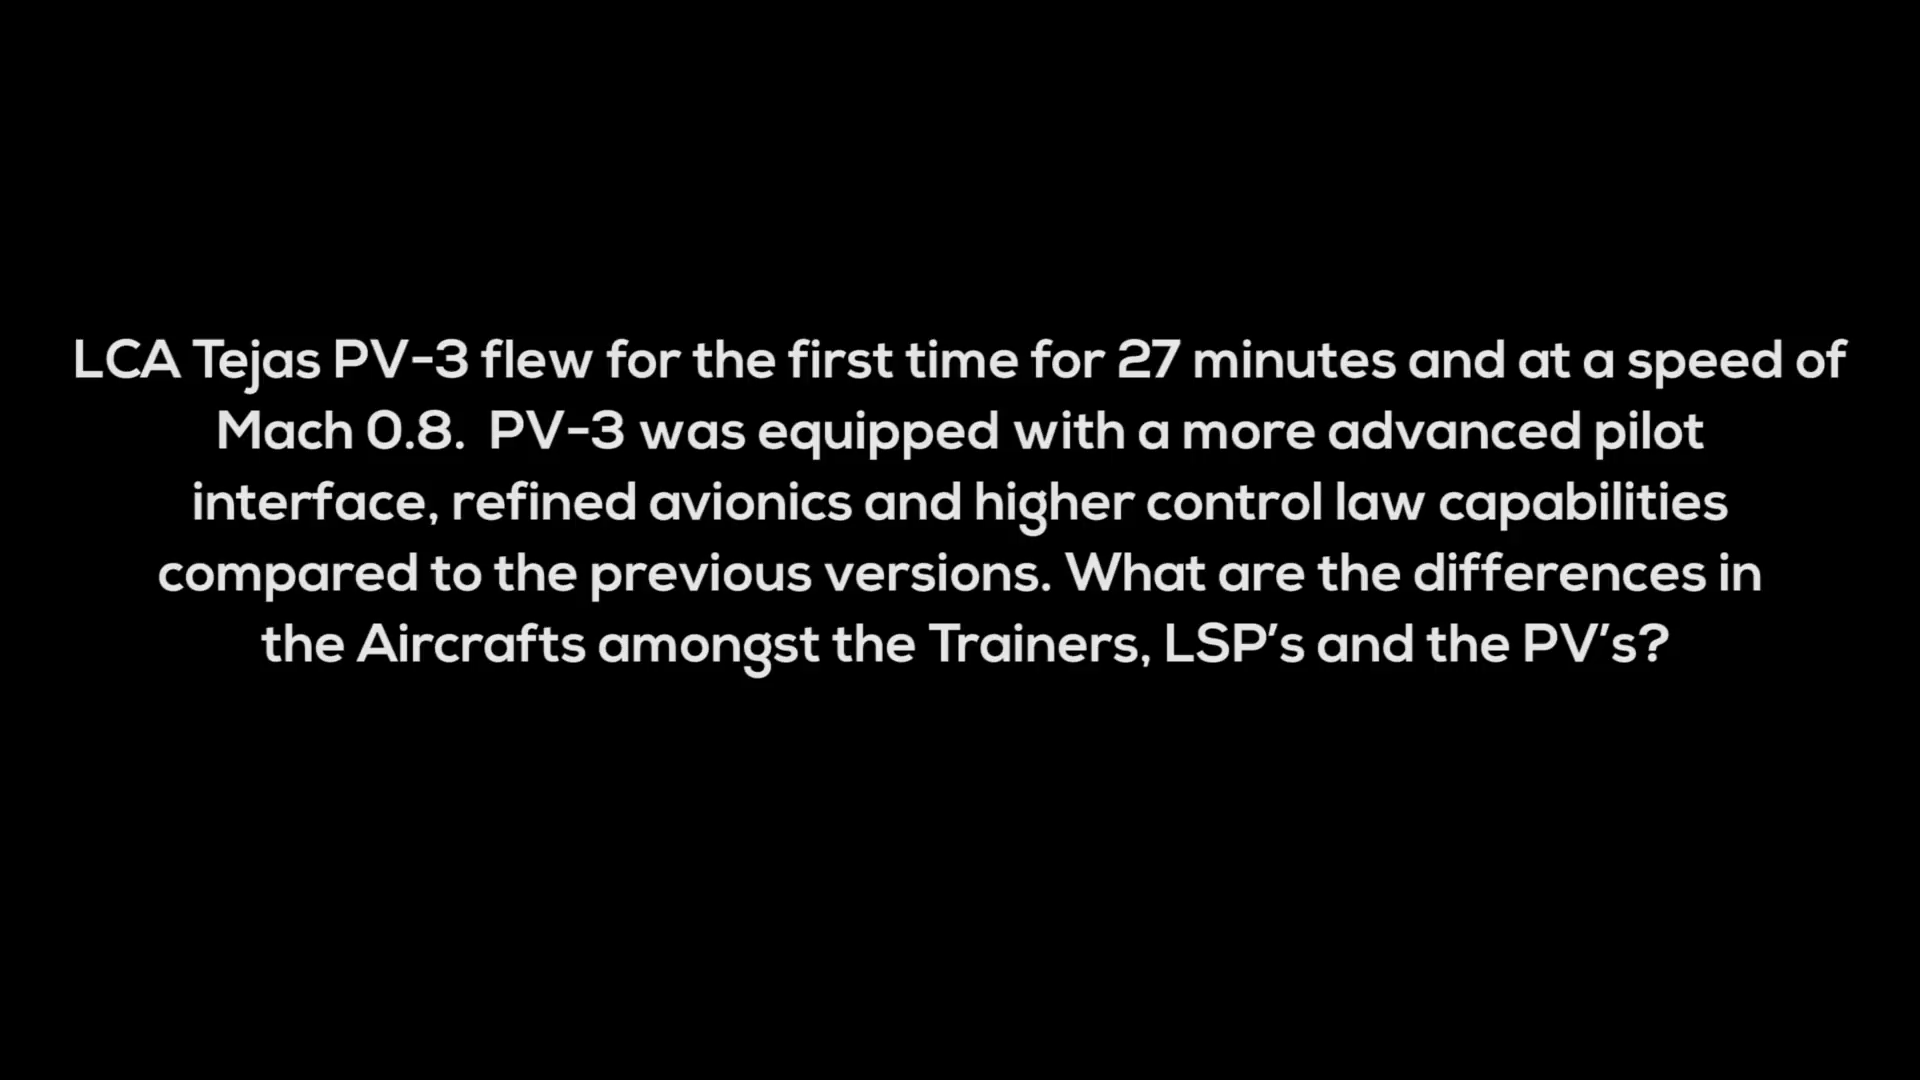 LCA Tejas PV-3 flew for the first time for 27 minutes and at a speed of
Mach 0.8.  PV-3 was equipped with a more advanced pilot
interface, refined avionics and higher control law capabilities
compared to the previous versions. What are the differences in
the Aircrafts amongst the Trainers, LSP’s and the PV’s?